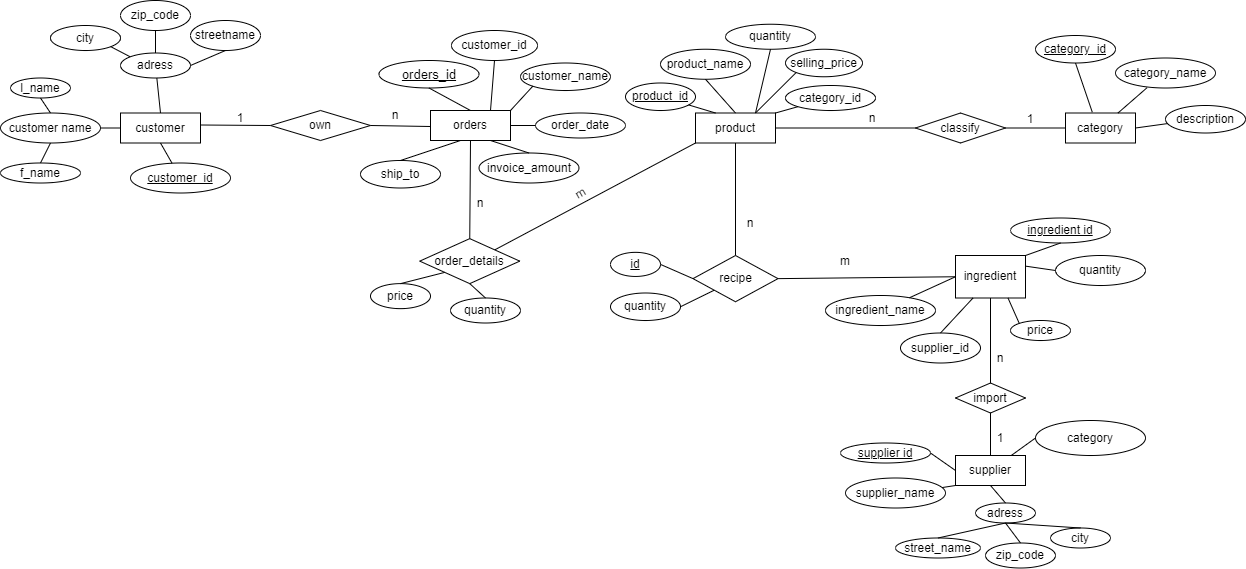 zip_code
city
streetname
adress
l_name
customer name
customer
f_name
customer_id
1
own
n
customer_id
orders_id
customer_name
orders
order_date
ship_to
invoice_amount
n
order_details
price
quantity
m
quantity
product_name
selling_price
product_id
category_id
product
n
classify
1
category_id
category_name
category
description
n
id
recipe
quantity
m
ingredient id
ingredient
quantity
ingredient_name
supplier_id
price
n
import
1
category
supplier id
supplier
supplier_name
adress
street_name
zip_code
city